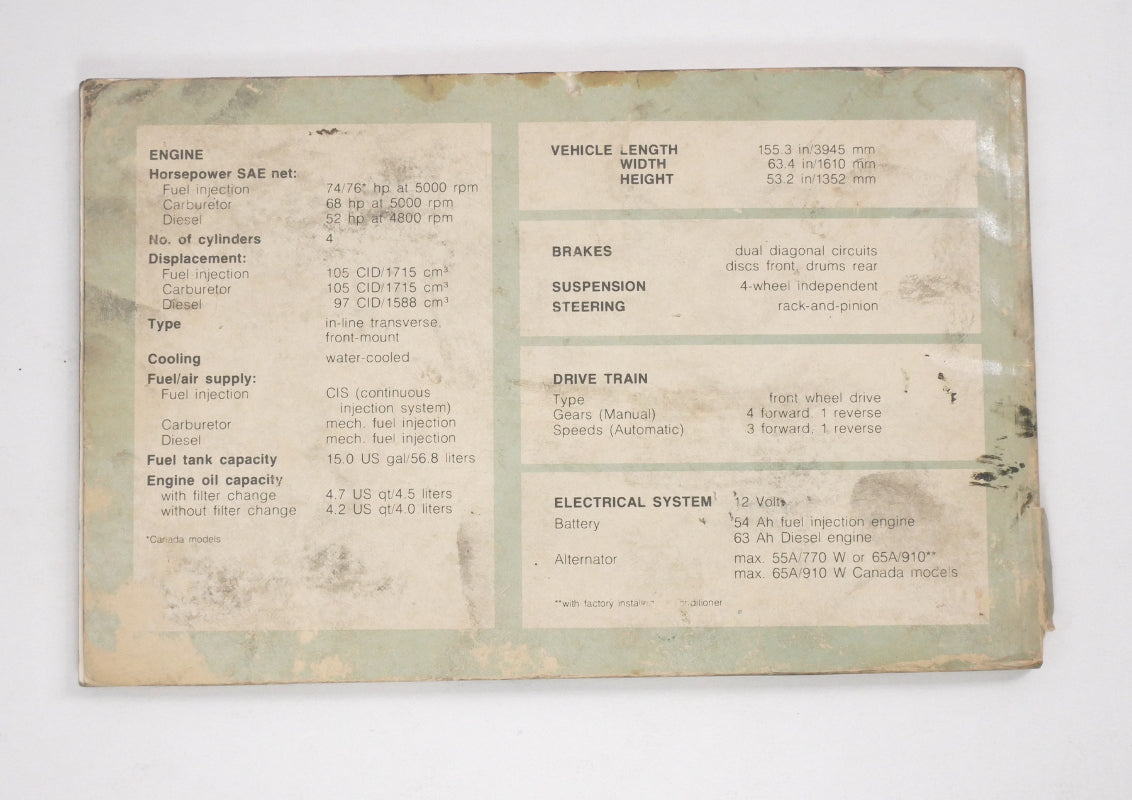 ENGINE
Horsepower SAE net:
Fuel injection 74/76* hp at 5000 rpm
Carburetor 68 hp at 5000 rpm
Diesel 52 hp at 4800 rpm
No. of cylinders 4
Displacement:
Fuel injection 105 CID/1715 cm³
Carburetor 105 CID/1715 cm³
Diesel 97 CID/1588 cm³
Type in-line transverse,
front-mount
Cooling water-cooled
Fuel/air supply:
Fuel injection CIS (continuous
injection system)
Carburetor mech. fuel injection
Diesel mech. fuel injection
Fuel tank capacity 15.0 US gal/56.8 liters
Engine oil capacity
with filter change 4.7 US qt/4.5 liters
without filter change 4.2 US qt/4.0 liters
*Canada models
VEHICLE LENGTH 155.3 in/3945 mm
WIDTH 63.4 in/1610 mm
HEIGHT 53.2 in/1352 mm
BRAKES dual diagonal circuits
discs front, drums rear
SUSPENSION 4-wheel independent
STEERING rack-and-pinion
DRIVE TRAIN
Type front wheel drive
Gears (Manual) 4 forward, 1 reverse
Speeds (Automatic) 3 forward, 1 reverse
ELECTRICAL SYSTEM 12 Volts
Battery 54 Ah fuel injection engine
63 Ah Diesel engine
Alternator max. 55A/770 W or 65A/910**
max. 65A/910 W Canada models
**with factory